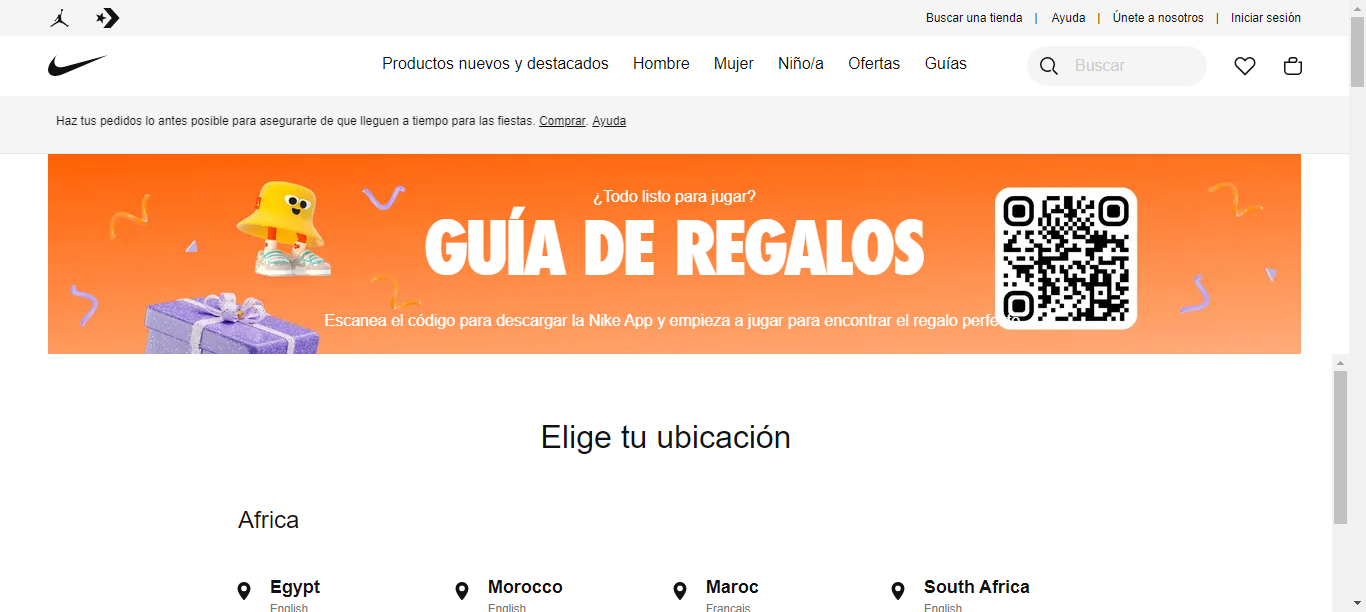 Buscar una tienda | Ayuda | Únete a nosotros | Iniciar sesión
Productos nuevos y destacados Hombre Mujer Niño/a Ofertas Guías Buscar
Haz tus pedidos lo antes posible para asegurarte de que lleguen a tiempo para las fiestas. Comprar. Ayuda
¿Todo listo para jugar?
GUÍA DE REGALOS
Escanea el código para descargar la Nike App y empieza a jugar para encontrar el regalo perfecto
Elige tu ubicación
Africa
Egypt Morocco Maroc South Africa
English English Français English